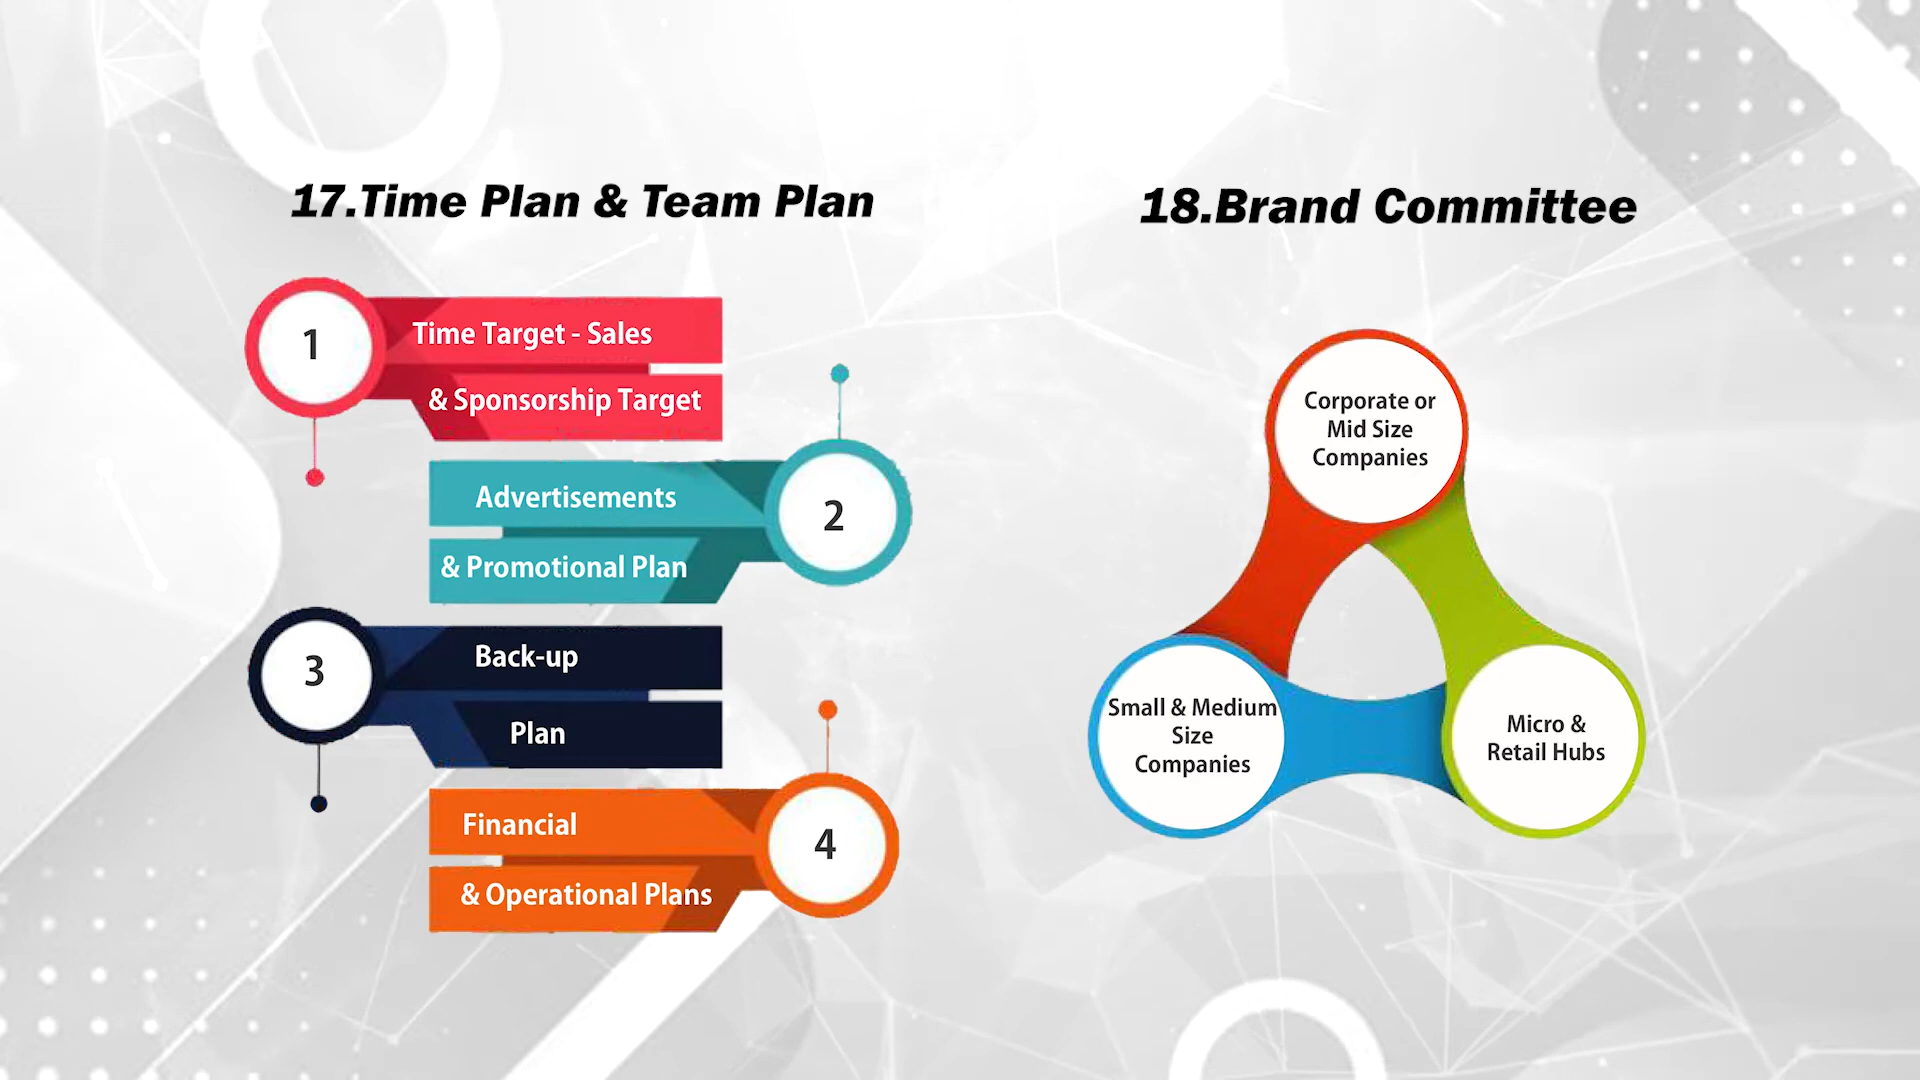 17.Time Plan & Team Plan
1
Time Target - Sales
& Sponsorship Target
Advertisements
& Promotional Plan
2
3
Back-up
Plan
Financial
& Operational Plans
4
18.Brand Committee
Corporate or
Mid Size
Companies
Small & Medium
Size
Companies
Micro &
Retail Hubs